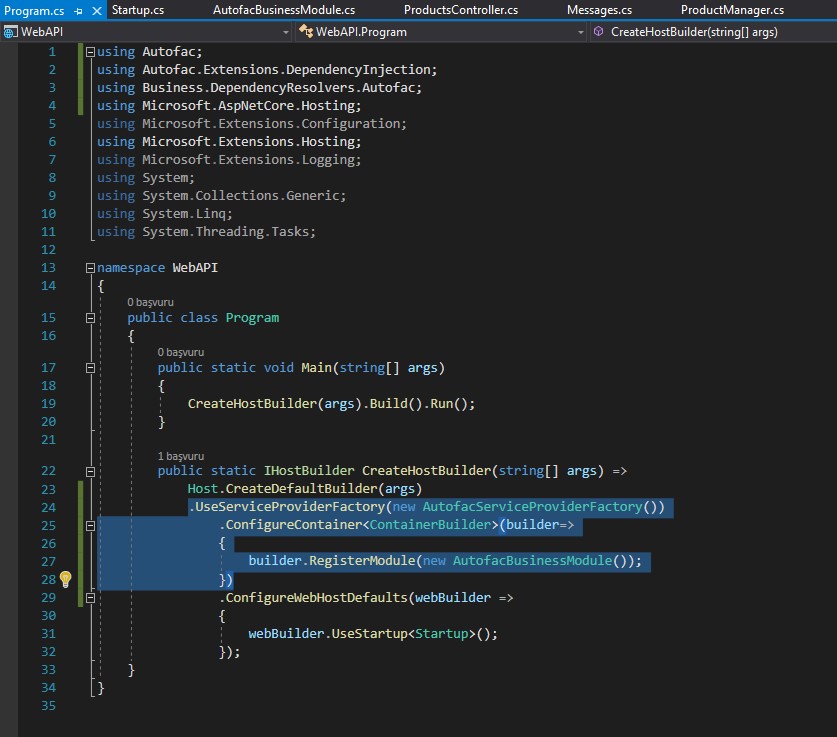 Program.cs Startup.cs AutofacBusinessModule.cs ProductsController.cs Messages.cs ProductManager.cs
WebAPI WebAPI.Program CreateHostBuilder(string[] args)
1 using Autofac;
2 using Autofac.Extensions.DependencyInjection;
3 using Business.DependencyResolvers.Autofac;
4 using Microsoft.AspNetCore.Hosting;
5 using Microsoft.Extensions.Configuration;
6 using Microsoft.Extensions.Hosting;
7 using Microsoft.Extensions.Logging;
8 using System;
9 using System.Collections.Generic;
10 using System.Linq;
11 using System.Threading.Tasks;
12
13 namespace WebAPI
14 {
0 başvuru
15 public class Program
16 {
0 başvuru
17 public static void Main(string[] args)
18 {
19 CreateHostBuilder(args).Build().Run();
20 }
21
1 başvuru
22 public static IHostBuilder CreateHostBuilder(string[] args) =>
23 Host.CreateDefaultBuilder(args)
24 .UseServiceProviderFactory(new AutofacServiceProviderFactory())
25 .ConfigureContainer<ContainerBuilder>(builder=>
26 {
27 builder.RegisterModule(new AutofacBusinessModule());
28 })
29 .ConfigureWebHostDefaults(webBuilder =>
30 {
31 webBuilder.UseStartup<Startup>();
32 });
33 }
34 }
35